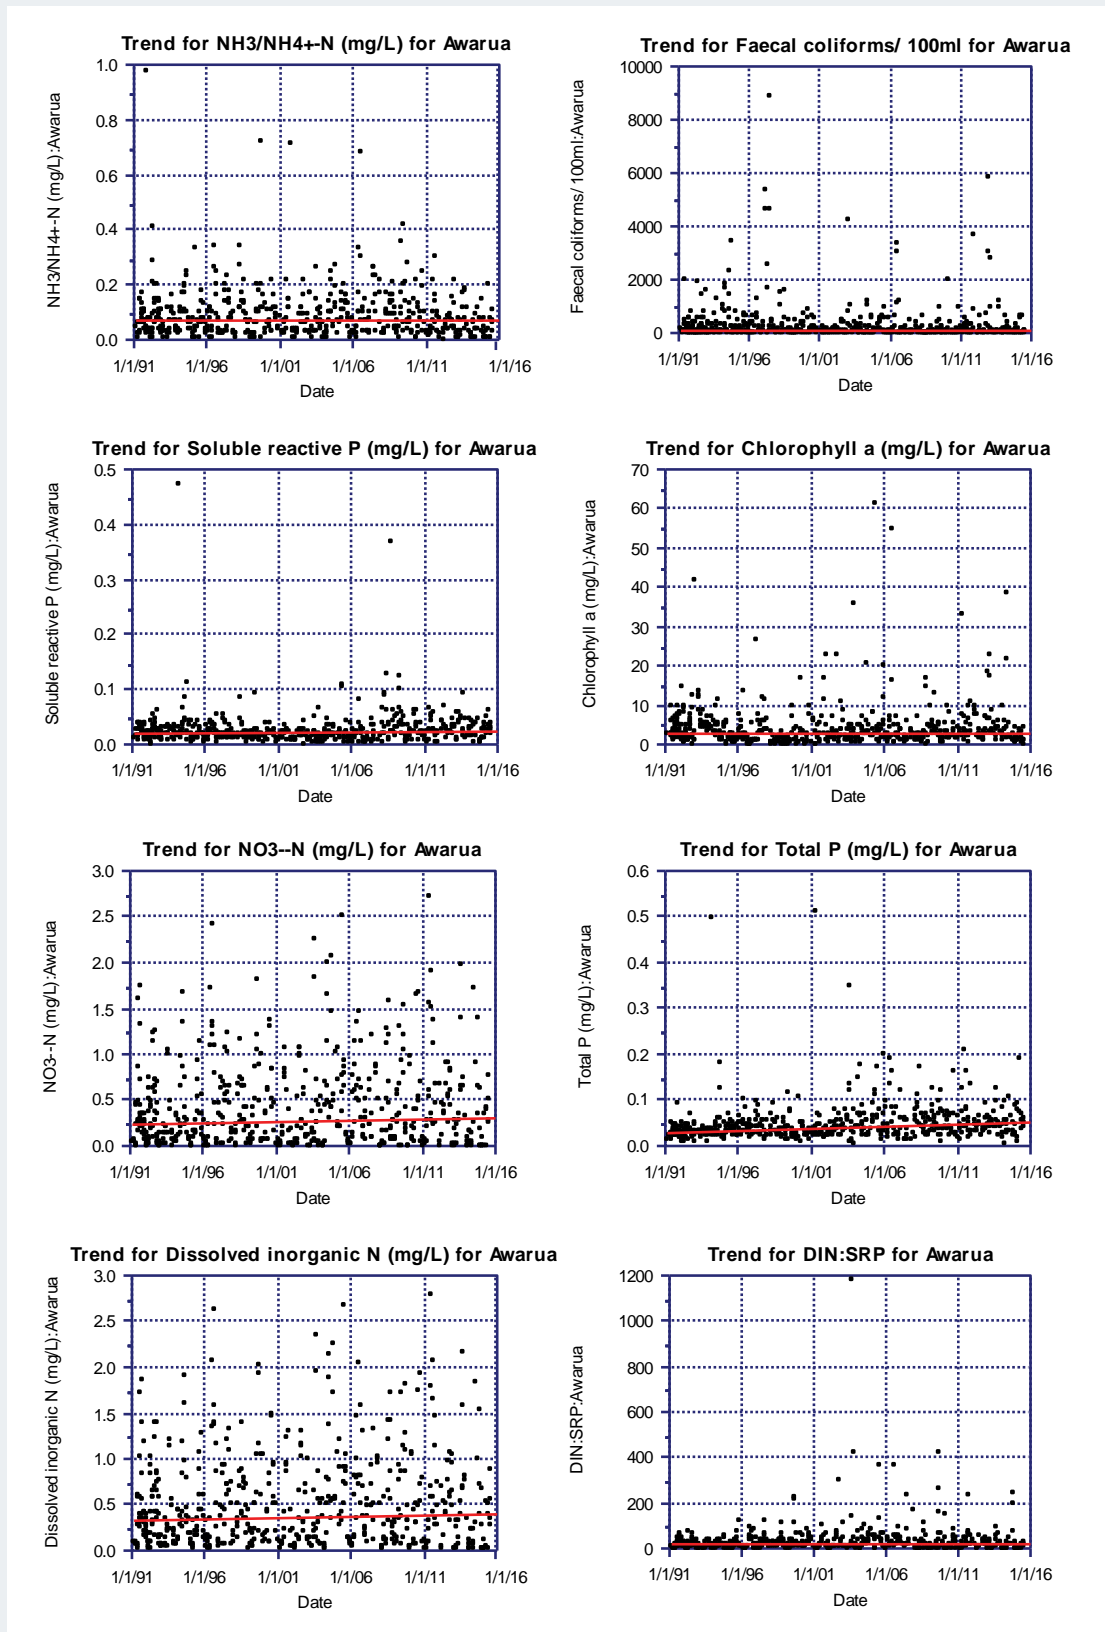 Trend for NH3/NH4+-N (mg/L) for Awarua
NH3/NH4+-N (mg/L):Awarua
1.0
0.8
0.6
0.4
0.2
0.0
1/1/91 1/1/96 1/1/01 1/1/06 1/1/11 1/1/16
Date
Trend for Faecal coliforms/ 100ml for Awarua
Faecal coliforms/ 100ml:Awarua
10000
8000
6000
4000
2000
0
1/1/91 1/1/96 1/1/01 1/1/06 1/1/11 1/1/16
Date
Trend for Soluble reactive P (mg/L) for Awarua
Soluble reactive P (mg/L):Awarua
0.5
0.4
0.3
0.2
0.1
0.0
1/1/91 1/1/96 1/1/01 1/1/06 1/1/11 1/1/16
Date
Trend for Chlorophyll a (mg/L) for Awarua
Chlorophyll a (mg/L):Awarua
70
60
50
40
30
20
10
0
1/1/91 1/1/96 1/1/01 1/1/06 1/1/11 1/1/16
Date
Trend for NO3--N (mg/L) for Awarua
NO3--N (mg/L):Awarua
3.0
2.5
2.0
1.5
1.0
0.5
0.0
1/1/91 1/1/96 1/1/01 1/1/06 1/1/11 1/1/16
Date
Trend for Total P (mg/L) for Awarua
Total P (mg/L):Awarua
0.6
0.5
0.4
0.3
0.2
0.1
0.0
1/1/91 1/1/96 1/1/01 1/1/06 1/1/11 1/1/16
Date
Trend for Dissolved inorganic N (mg/L) for Awarua
Dissolved inorganic N (mg/L):Awarua
3.0
2.5
2.0
1.5
1.0
0.5
0.0
1/1/91 1/1/96 1/1/01 1/1/06 1/1/11 1/1/16
Date
Trend for DIN:SRP for Awarua
DIN:SRP:Awarua
1200
1000
800
600
400
200
0
1/1/91 1/1/96 1/1/01 1/1/06 1/1/11 1/1/16
Date